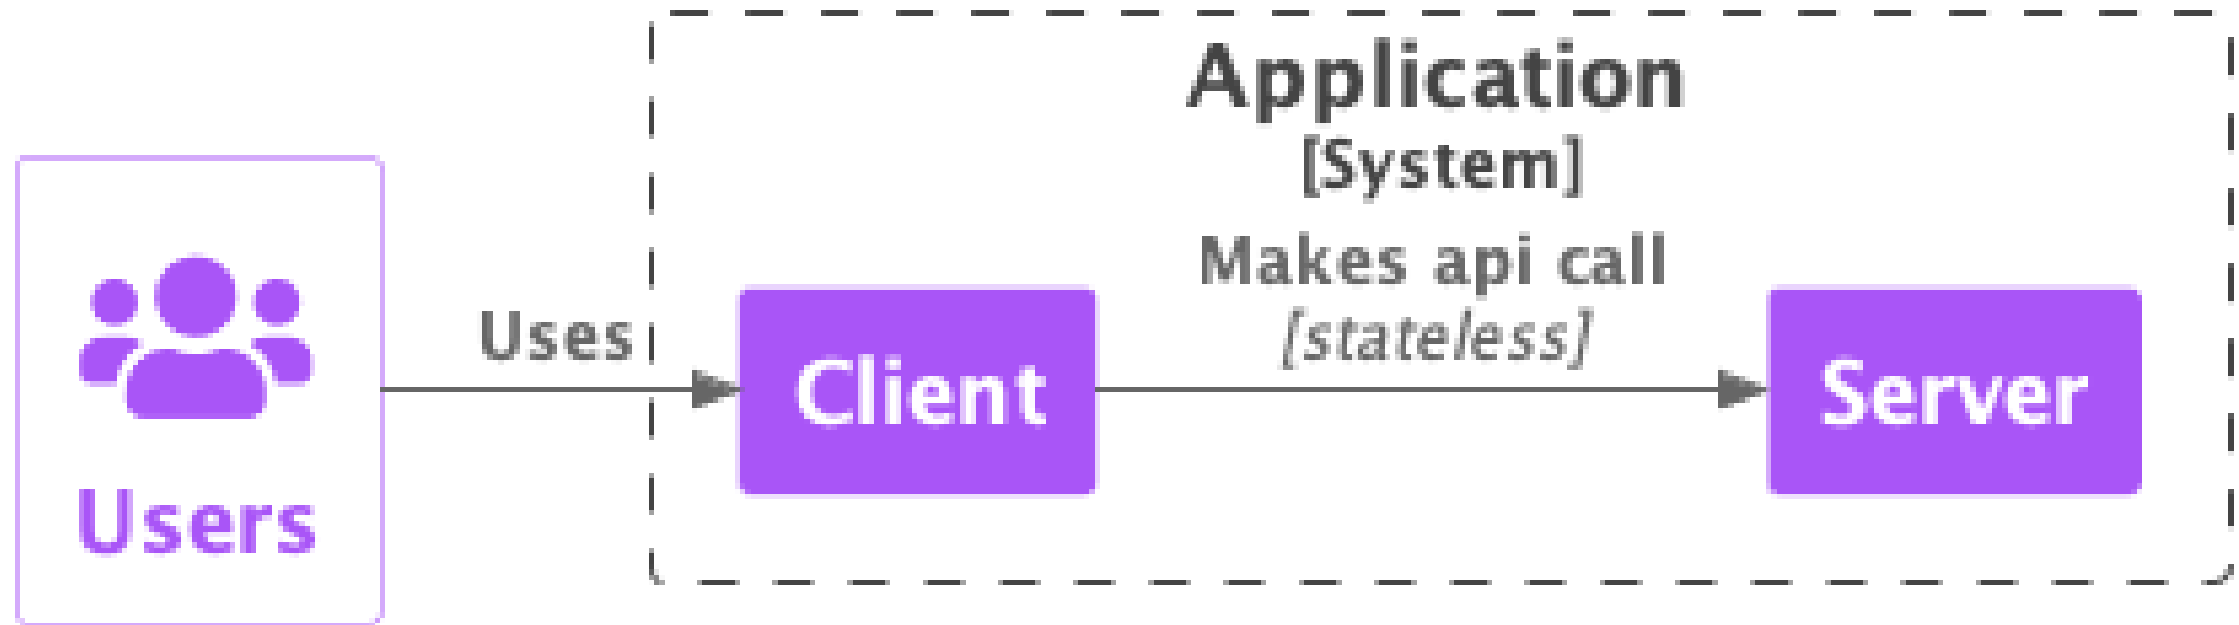 Application
[System]
Makes api call
[stateless]
Uses
Client
Server
Users